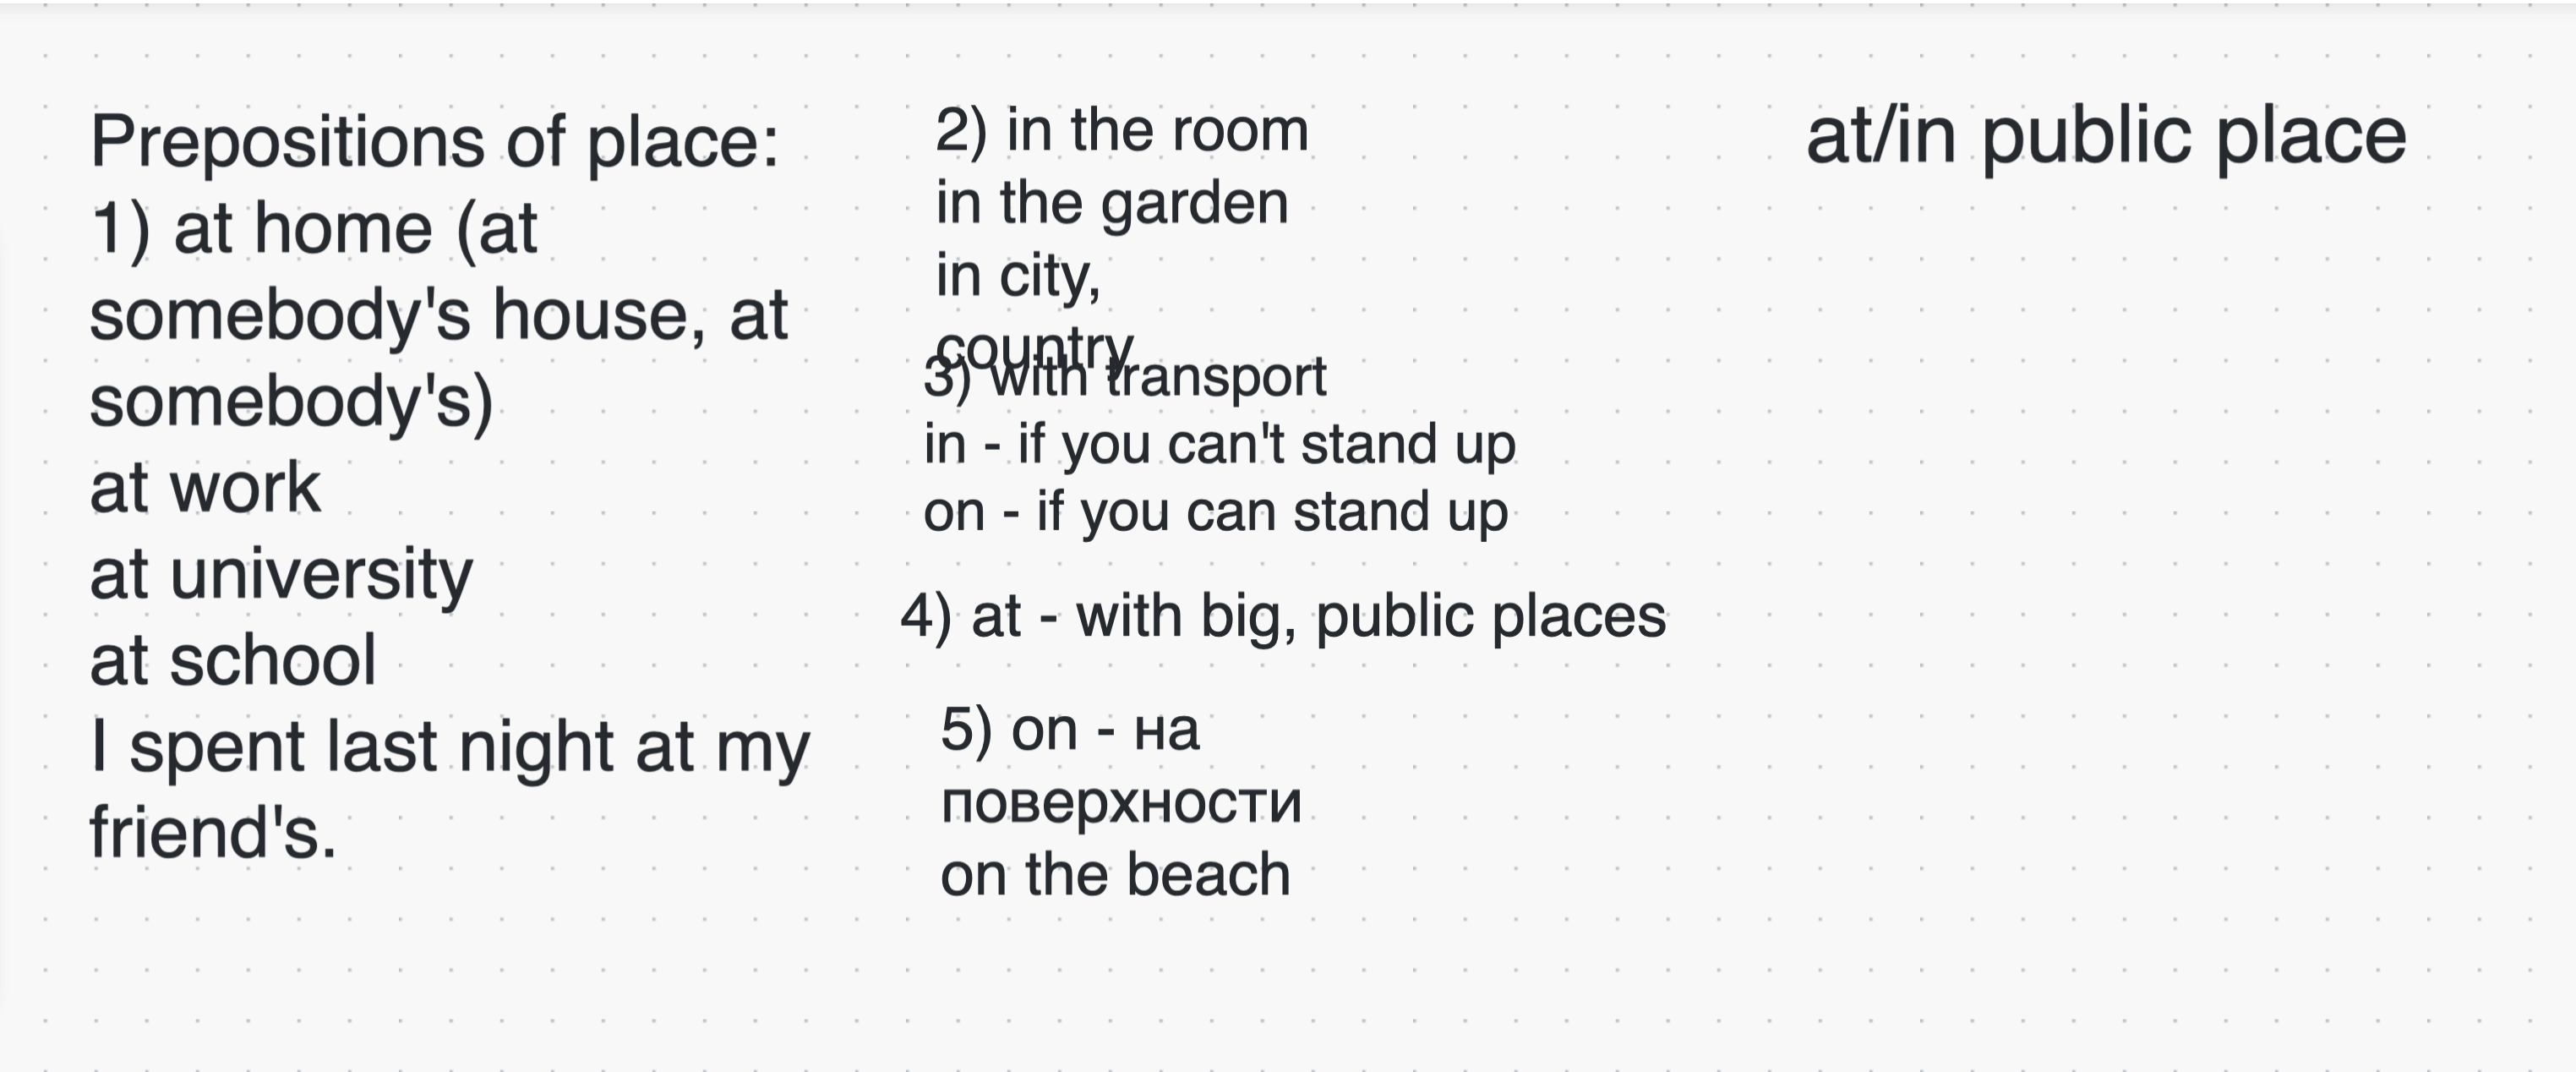 Prepositions of place:
1) at home (at
somebody's house, at
somebody's)
at work
at university
at school
I spent last night at my
friend's.
2) in the room
in the garden
in city,
country
3) with transport
in - if you can't stand up
on - if you can stand up
4) at - with big, public places
5) on - на
поверхности
on the beach
at/in public place